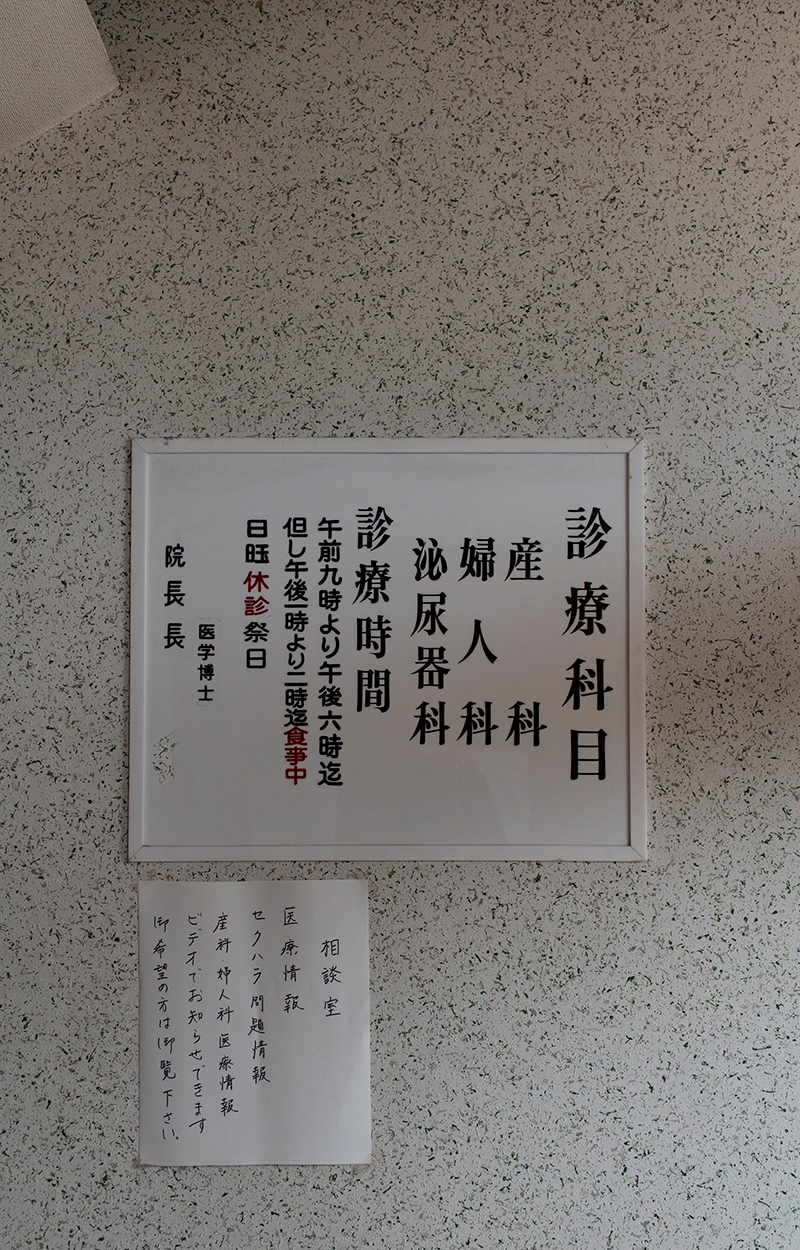 診療科目
産科
婦人科
泌尿器科
診療時間
午前九時より午後六時迄
但し午後一時より二時迄食事中
日曜休診祭日
医学博士
院長
相談室
医療情報
セクハラ問題情報
産科婦人科医療情報
ビデオでお知らせできます
御希望の方は御覧下さい。